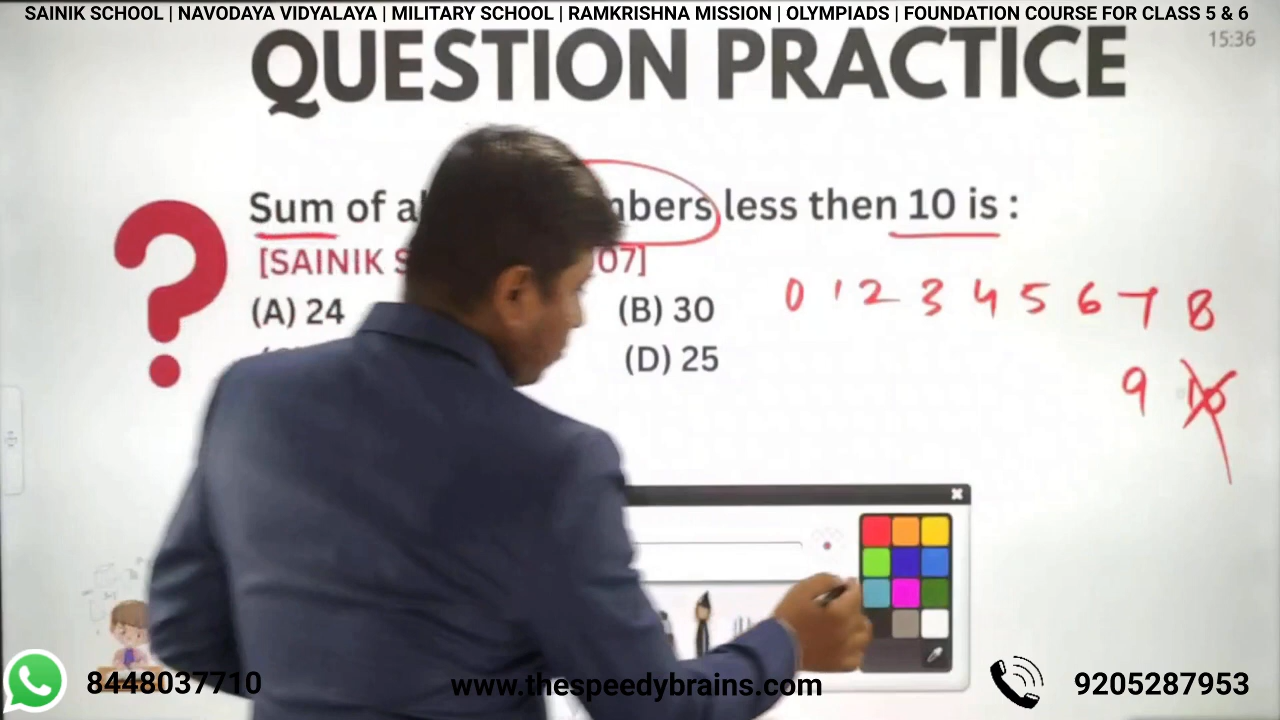 SAINIK SCHOOL | NAVODAYA VIDYALAYA | MILITARY SCHOOL | RAMKRISHNA MISSION | OLYMPIADS | FOUNDATION COURSE FOR CLASS 5 & 6
15:36
QUESTION PRACTICE
Sum of less then 10 is :
[SAINIK 07]
(A) 24 (B) 30
(D) 25
0 1 2 3 4 5 6 7 8
9 10
8448037710 www.thespeedybrains.com 9205287953